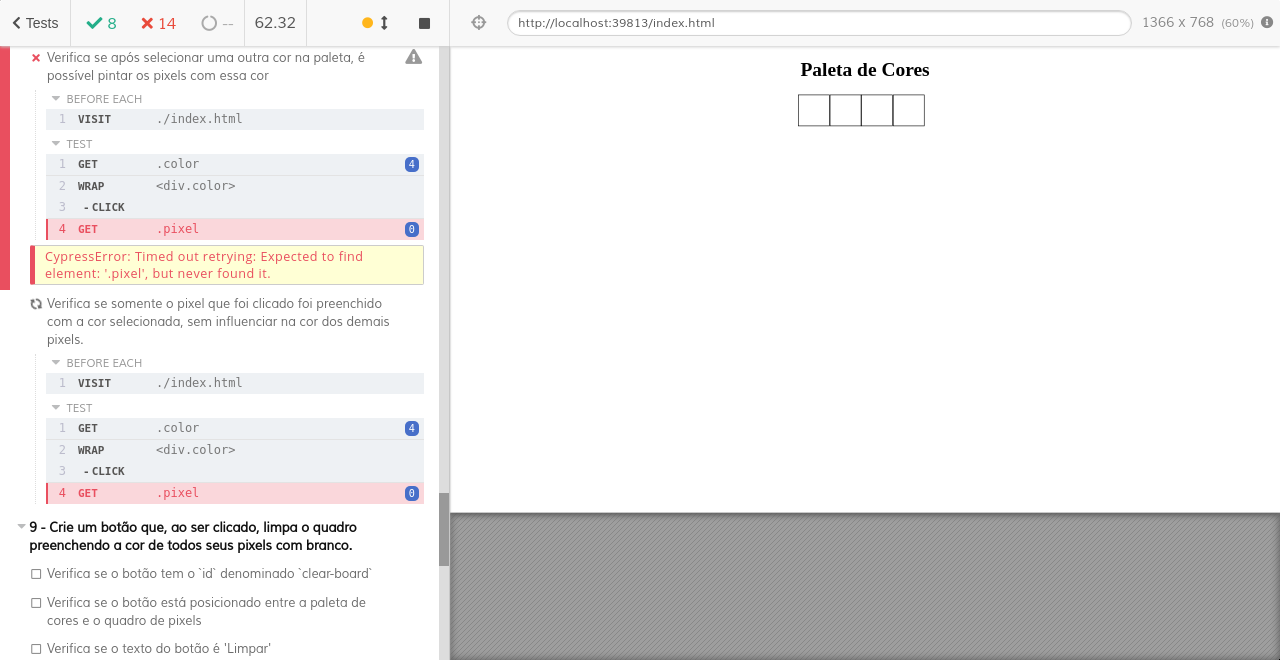 Tests 8 14 -- 62.32 http://localhost:39813/index.html 1366 x 768 (60%)
Verifica se após selecionar uma outra cor na paleta, é
possível pintar os pixels com essa cor
BEFORE EACH
1 VISIT ./index.html
TEST
1 GET .color 4
2 WRAP <div.color>
3 -CLICK
4 GET .pixel 0
CypressError: Timed out retrying: Expected to find
element: '.pixel', but never found it.
Verifica se somente o pixel que foi clicado foi preenchido
com a cor selecionada, sem influenciar na cor dos demais
pixels.
BEFORE EACH
1 VISIT ./index.html
TEST
1 GET .color 4
2 WRAP <div.color>
3 -CLICK
4 GET .pixel 0
9 - Crie um botão que, ao ser clicado, limpa o quadro
preenchendo a cor de todos seus pixels com branco.
Verifica se o botão tem o `id` denominado `clear-board`
Verifica se o botão está posicionado entre a paleta de
cores e o quadro de pixels
Verifica se o texto do botão é 'Limpar'
Paleta de Cores